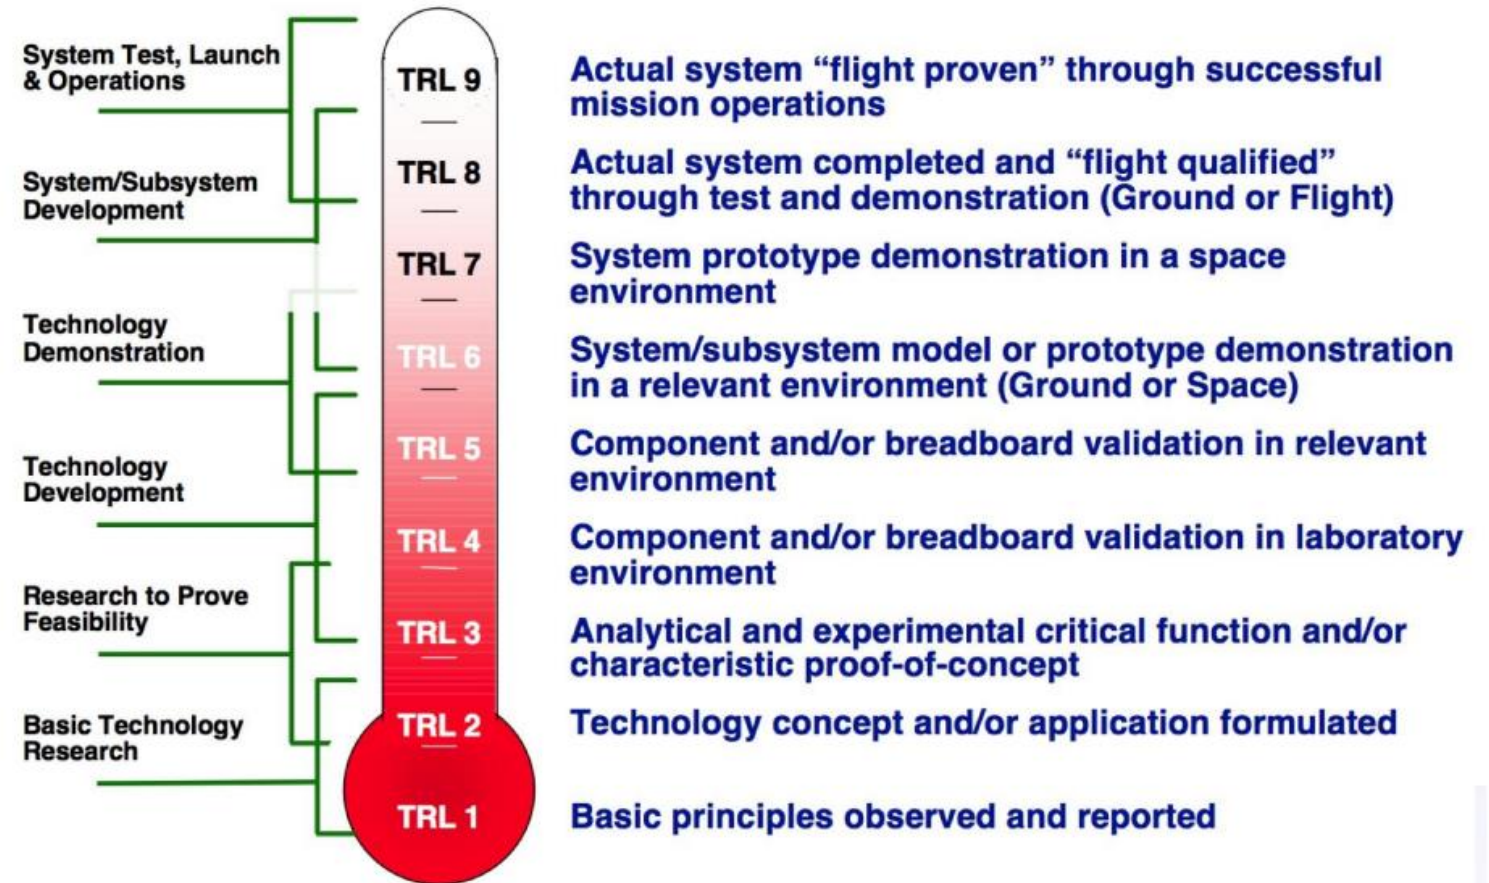 System Test, Launch
& Operations
System/Subsystem
Development
Technology
Demonstration
Technology
Development
Research to Prove
Feasibility
Basic Technology
Research
TRL 9
TRL 8
TRL 7
TRL 6
TRL 5
TRL 4
TRL 3
TRL 2
TRL 1
Actual system “flight proven” through successful
mission operations
Actual system completed and “flight qualified”
through test and demonstration (Ground or Flight)
System prototype demonstration in a space
environment
System/subsystem model or prototype demonstration
in a relevant environment (Ground or Space)
Component and/or breadboard validation in relevant
environment
Component and/or breadboard validation in laboratory
environment
Analytical and experimental critical function and/or
characteristic proof-of-concept
Technology concept and/or application formulated
Basic principles observed and reported